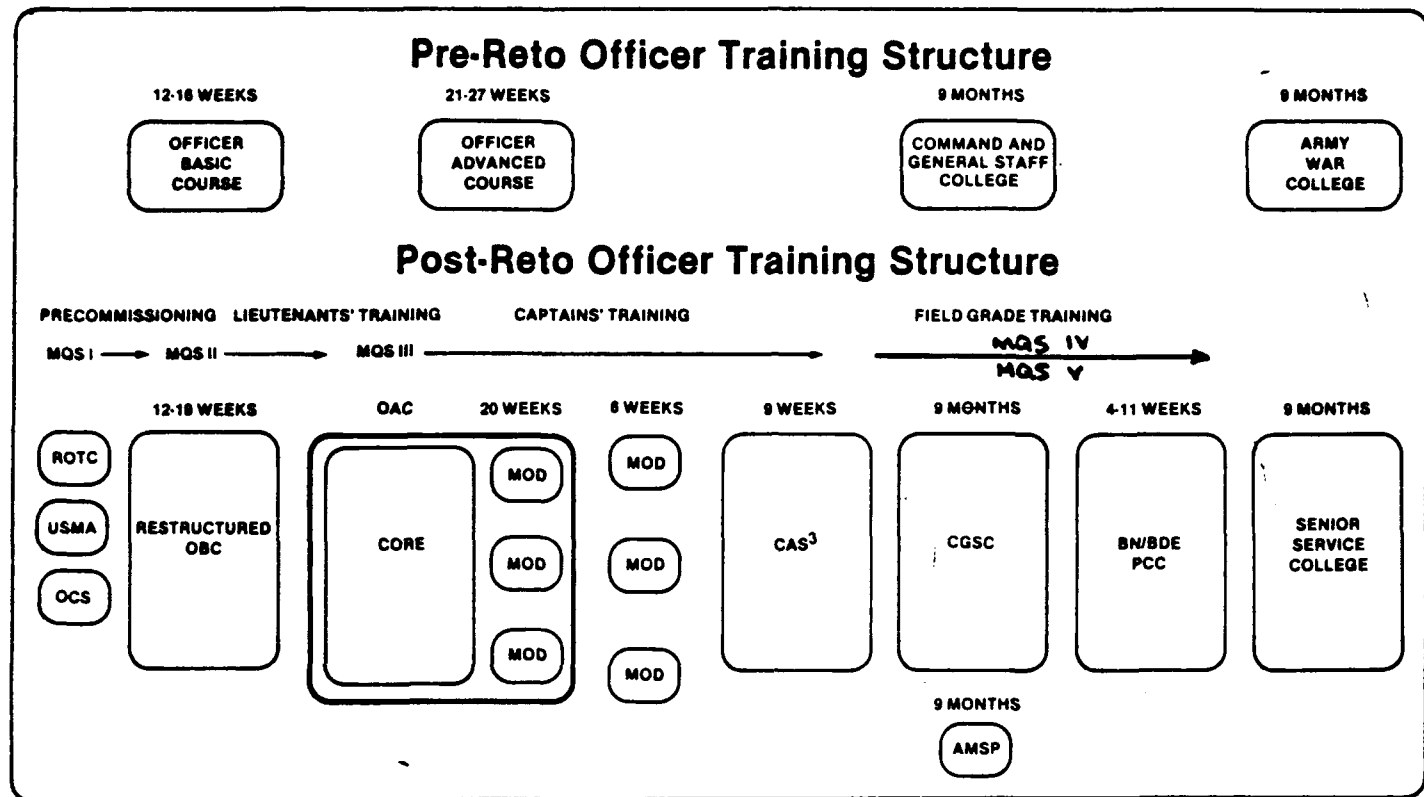 Pre-Reto Officer Training Structure
12-16 WEEKS
21-27 WEEKS
9 MONTHS
9 MONTHS
OFFICER
BASIC
COURSE
OFFICER
ADVANCED
COURSE
COMMAND AND
GENERAL STAFF
COLLEGE
ARMY
WAR
COLLEGE
Post-Reto Officer Training Structure
PRECOMMISSIONING
LIEUTENANTS' TRAINING
CAPTAINS' TRAINING
FIELD GRADE TRAINING
MQS I
MQS II
MQS III
MQS IV
MQS V
12-19 WEEKS
OAC
20 WEEKS
6 WEEKS
9 WEEKS
9 MONTHS
4-11 WEEKS
9 MONTHS
ROTC
USMA
OCS
RESTRUCTURED
OBC
CORE
MOD
MOD
MOD
MOD
MOD
MOD
CAS³
CGSC
BN/BDE
PCC
SENIOR
SERVICE
COLLEGE
9 MONTHS
AMSP